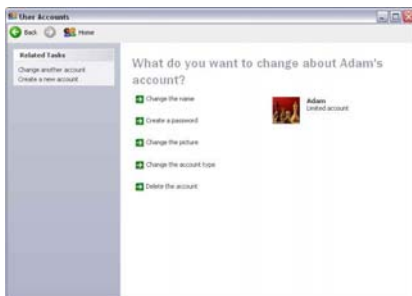 User Accounts
Back Home
Related Tasks
Change another account
Create a new account
What do you want to change about Adam's
account?
Change the name
Create a password
Change the picture
Change the account type
Delete the account
Adam
Limited account